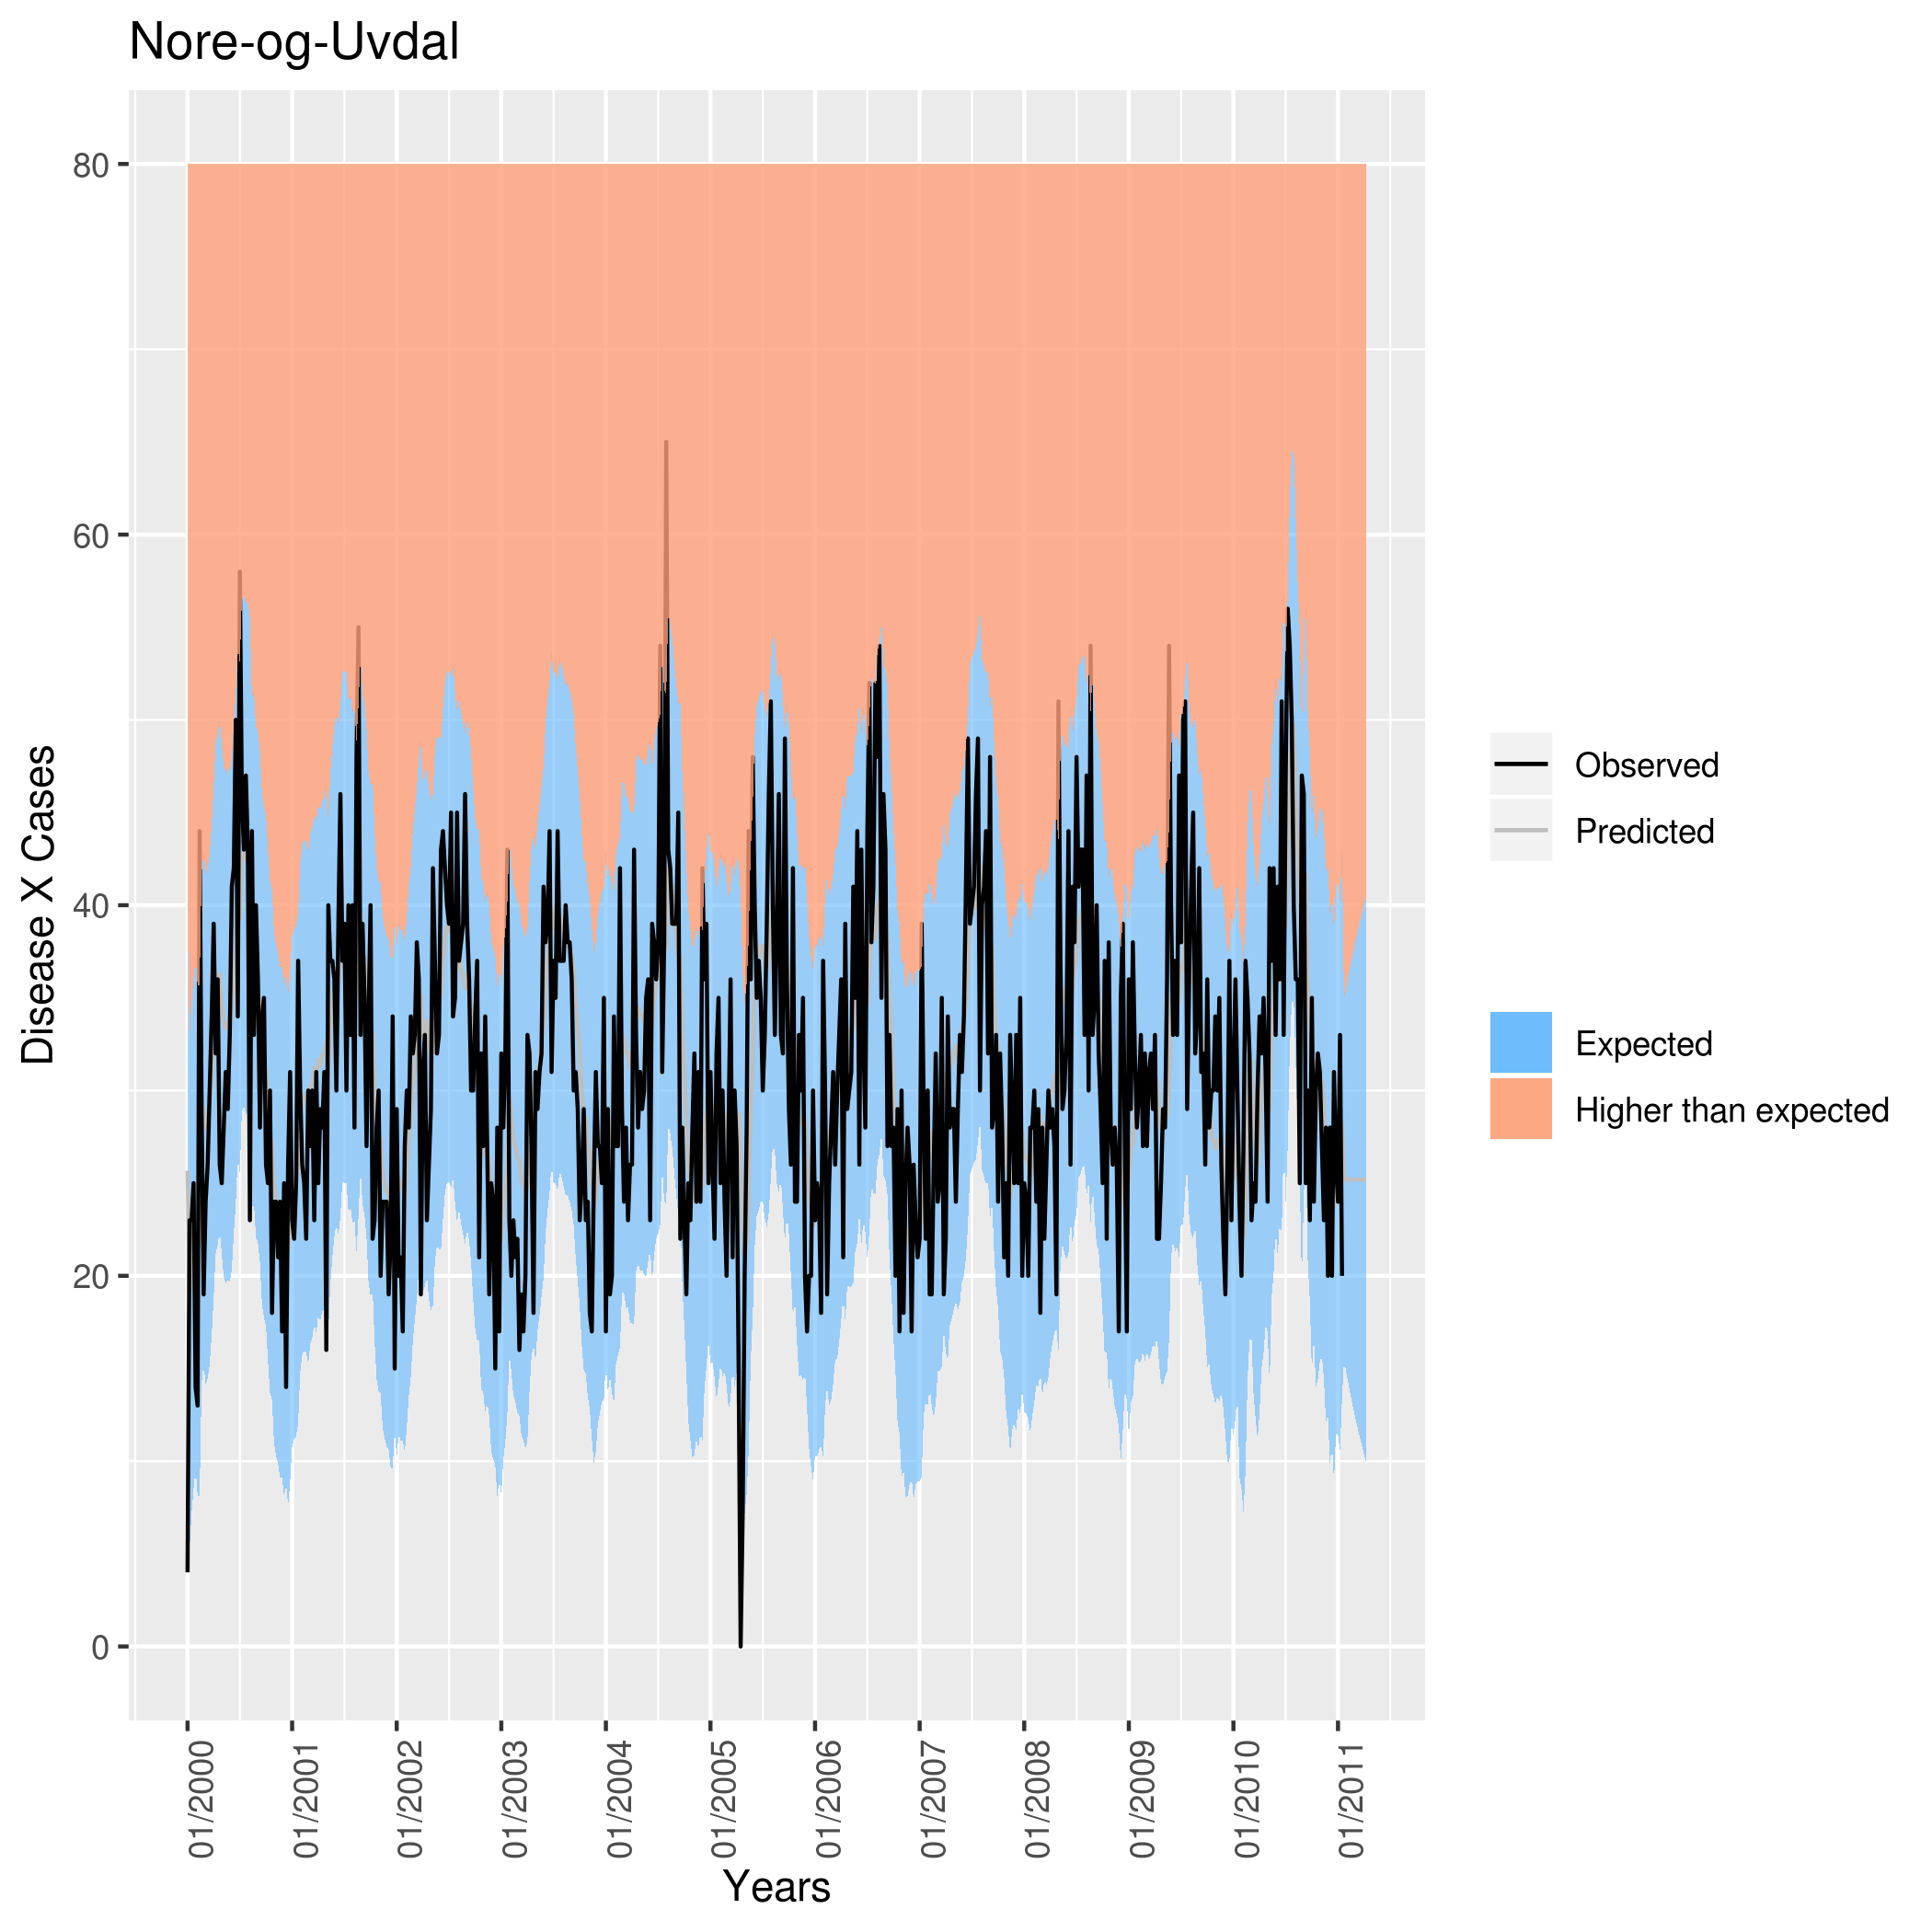 Nore-og-Uvdal
Disease X Cases
80
60
40
20
0
01/2000
01/2001
01/2002
01/2003
01/2004
01/2005
01/2006
01/2007
01/2008
01/2009
01/2010
01/2011
Years
Observed
Predicted
Expected
Higher than expected